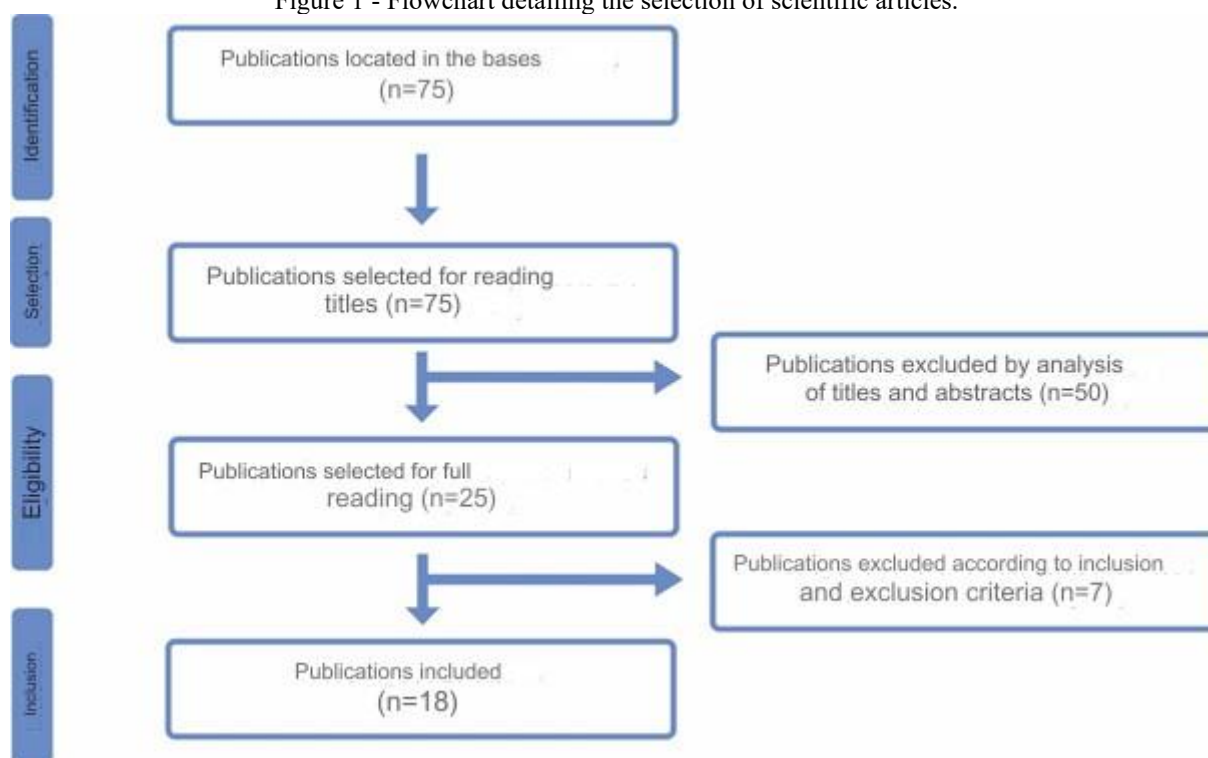 Figure 1 - Flowchart detailing the selection of scientific articles.
Identification
Publications located in the bases
(n=75)
Selection
Publications selected for reading
titles (n=75)
Publications excluded by analysis
of titles and abstracts (n=50)
Eligibility
Publications selected for full
reading (n=25)
Publications excluded according to inclusion
and exclusion criteria (n=7)
Inclusion
Publications included
(n=18)